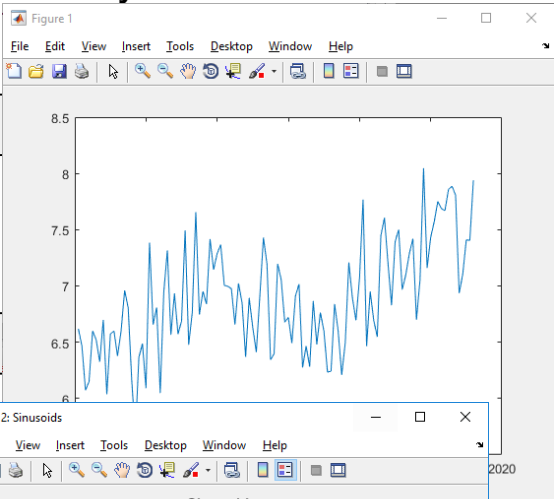 Figure 1
File Edit View Insert Tools Desktop Window Help
8.5
8
7.5
7
6.5
6
2: Sinusoids
View Insert Tools Desktop Window Help
2020